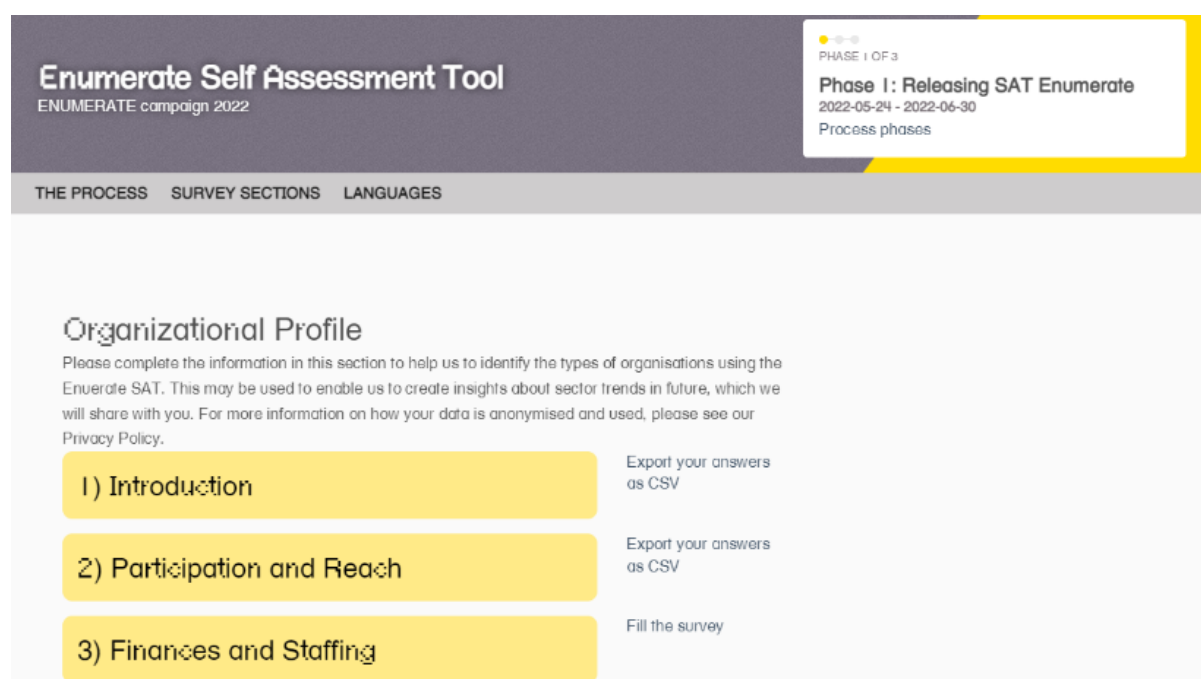 Enumerate Self Assessment Tool
ENUMERATE campaign 2022
PHASE 1 OF 3
Phase 1: Releasing SAT Enumerate
2022-05-24 - 2022-06-30
Process phases
THE PROCESS SURVEY SECTIONS LANGUAGES
Organizational Profile
Please complete the information in this section to help us to identify the types of organisations using the
Enuerate SAT. This may be used to enable us to create insights about sector trends in future, which we
will share with you. For more information on how your data is anonymised and used, please see our
Privacy Policy.
1) Introduction
Export your answers
as CSV
2) Participation and Reach
Export your answers
as CSV
3) Finances and Staffing
Fill the survey